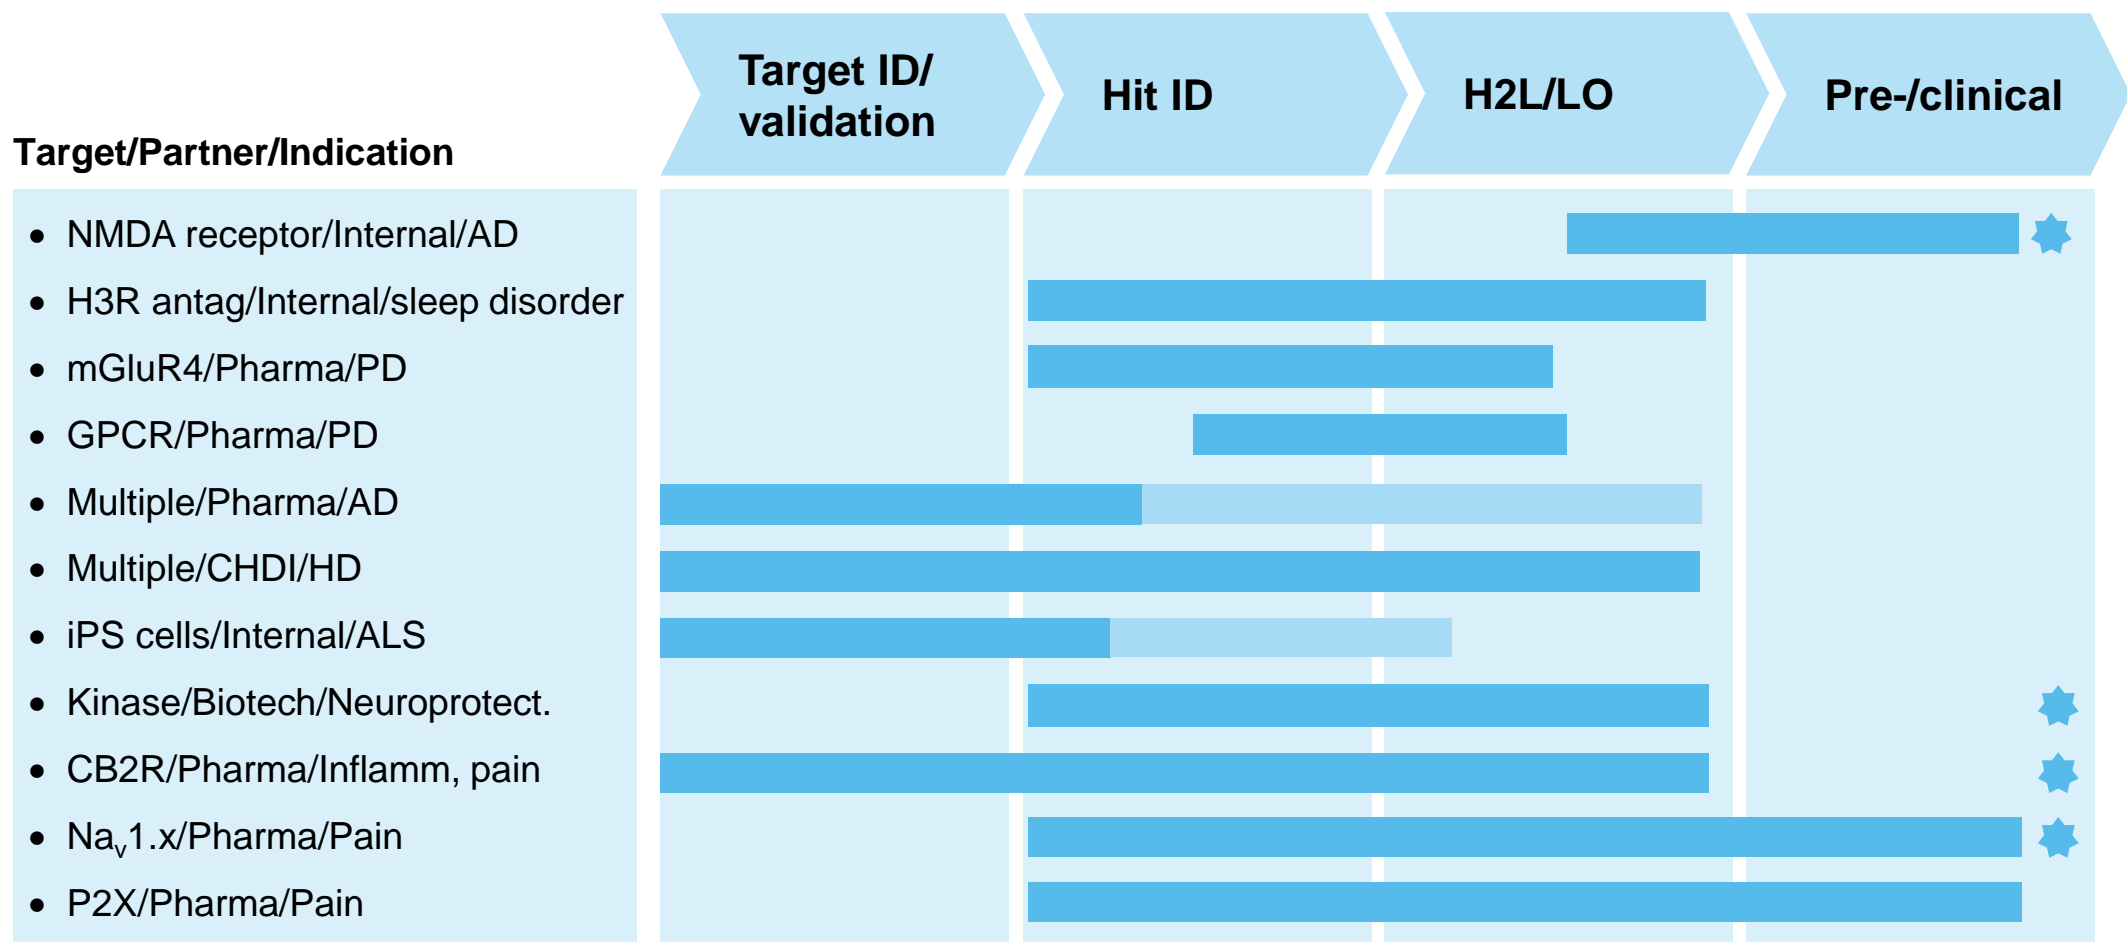 Target ID/
validation
Hit ID
H2L/LO
Pre-/clinical
Target/Partner/Indication
• NMDA receptor/Internal/AD
• H3R antag/Internal/sleep disorder
• mGluR4/Pharma/PD
• GPCR/Pharma/PD
• Multiple/Pharma/AD
• Multiple/CHDI/HD
• iPS cells/Internal/ALS
• Kinase/Biotech/Neuroprotect.
• CB2R/Pharma/Inflamm, pain
• Naᵥ1.x/Pharma/Pain
• P2X/Pharma/Pain